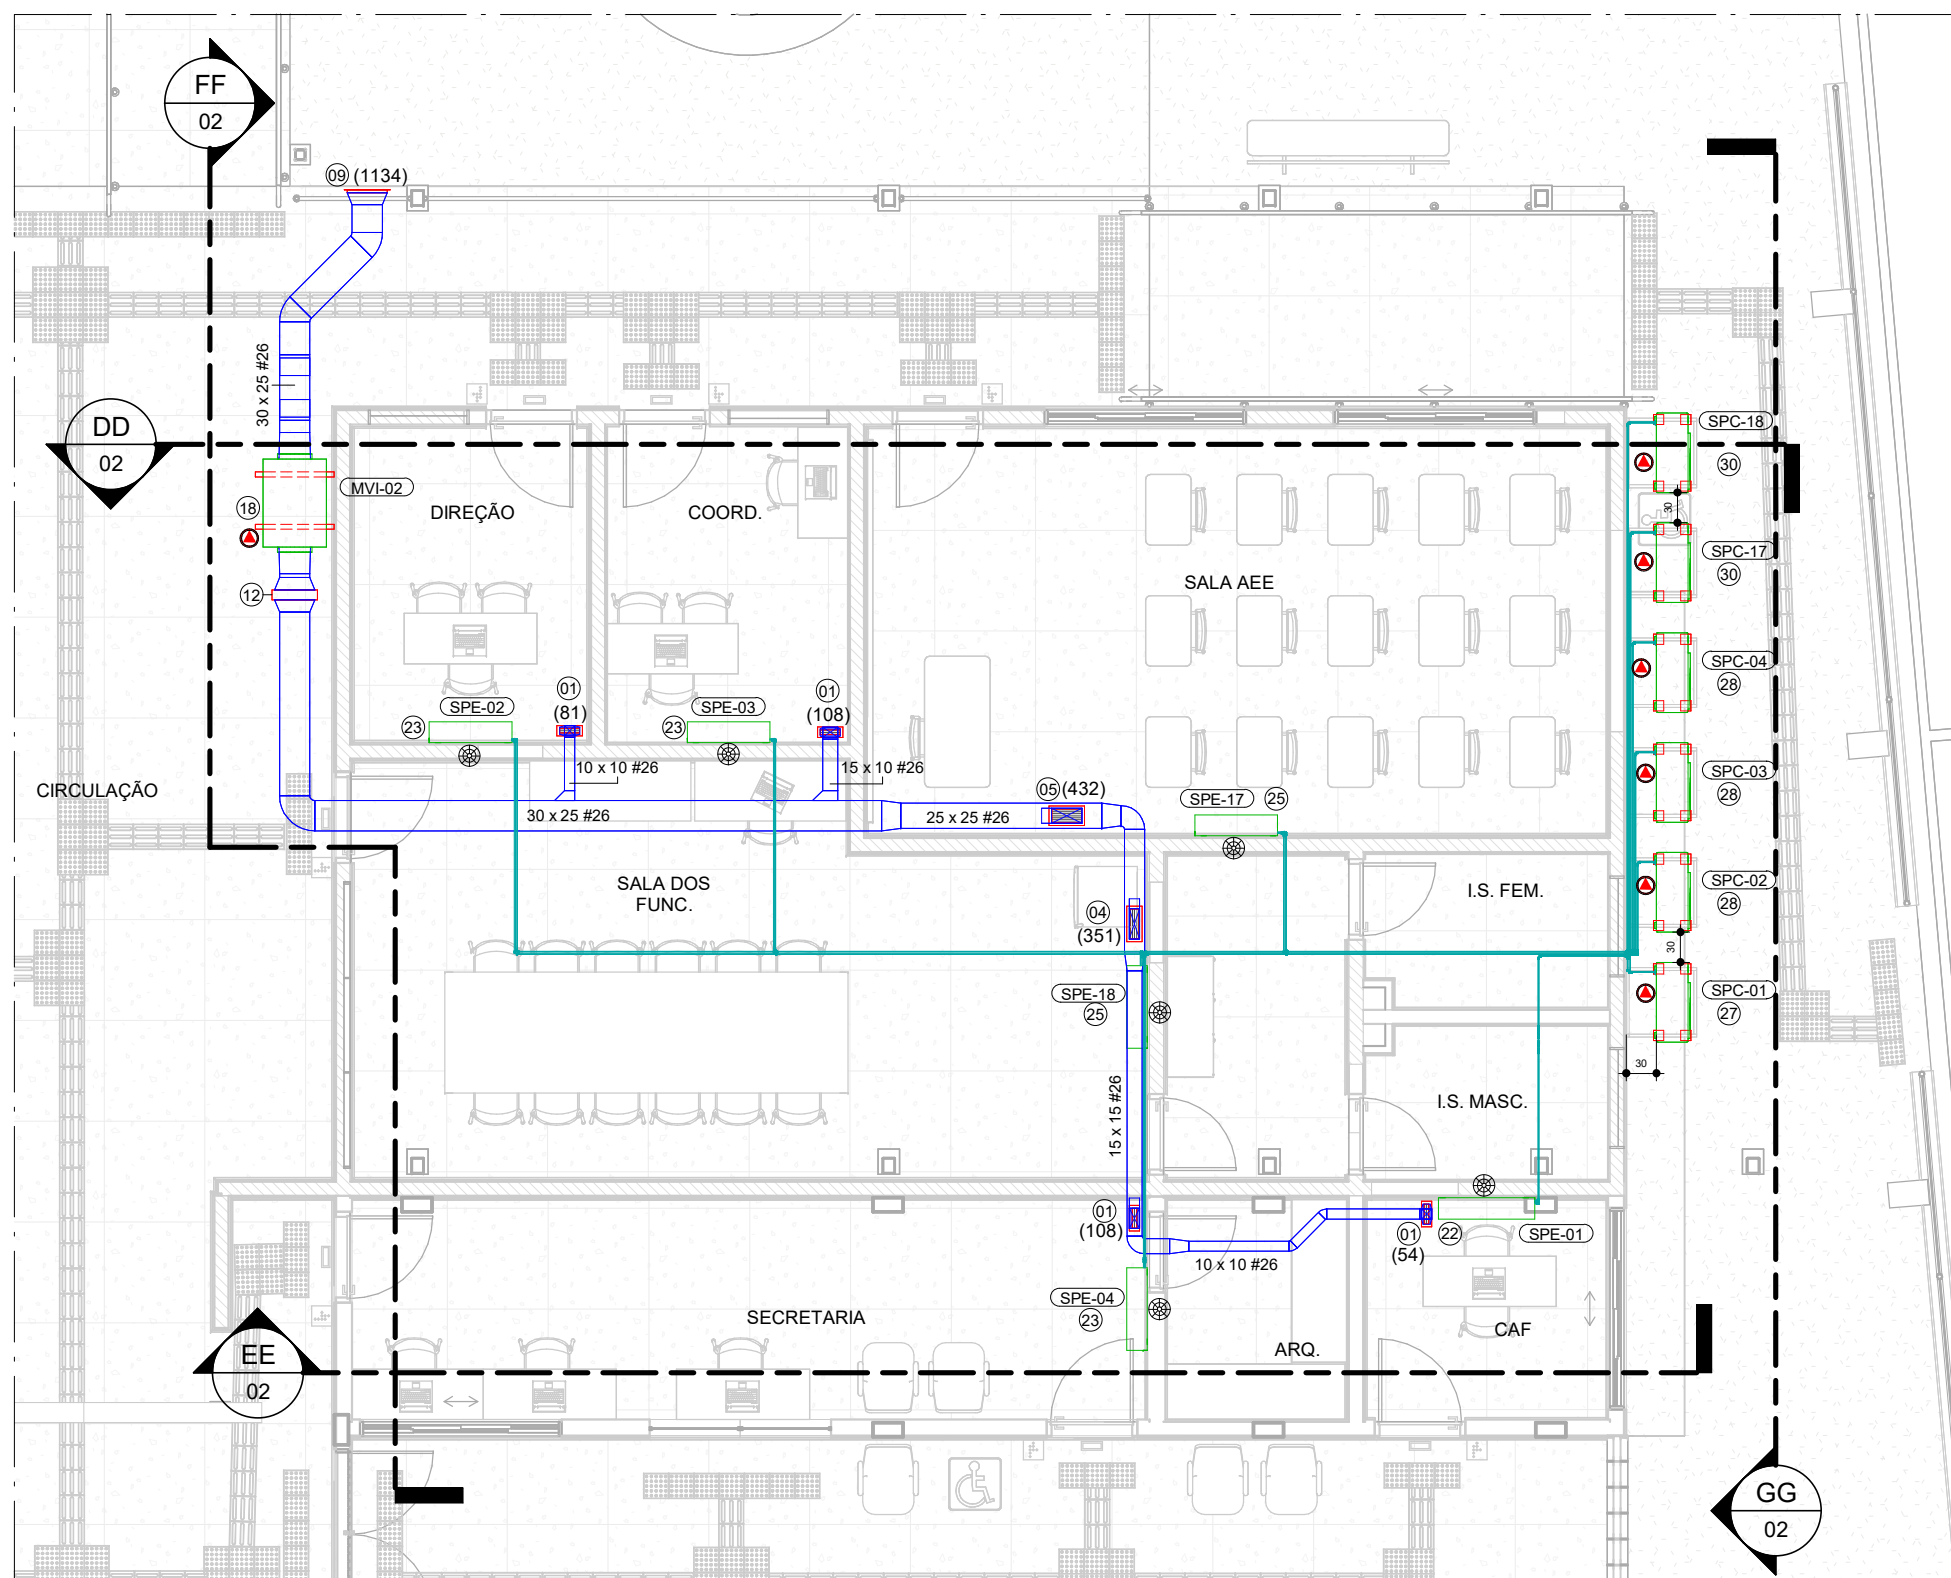 FF
02
09 (1134)
30 x 25 #26
DD
02
MVI-02
18
12
DIREÇÃO
COORD.
SALA AEE
SPC-18
30
30
SPC-17
30
SPC-04
28
SPC-03
28
SPC-02
28
30
SPC-01
27
30
SPE-02
23
01
(81)
SPE-03
23
01
(108)
10 x 10 #26
15 x 10 #26
CIRCULAÇÃO
30 x 25 #26
25 x 25 #26
05 (432)
SPE-17
25
SALA DOS
FUNC.
04
(351)
I.S. FEM.
SPE-18
25
15 x 15 #26
I.S. MASC.
01
(108)
10 x 10 #26
01
(54)
22
SPE-01
SPE-04
23
SECRETARIA
ARQ.
CAF
EE
02
GG
02